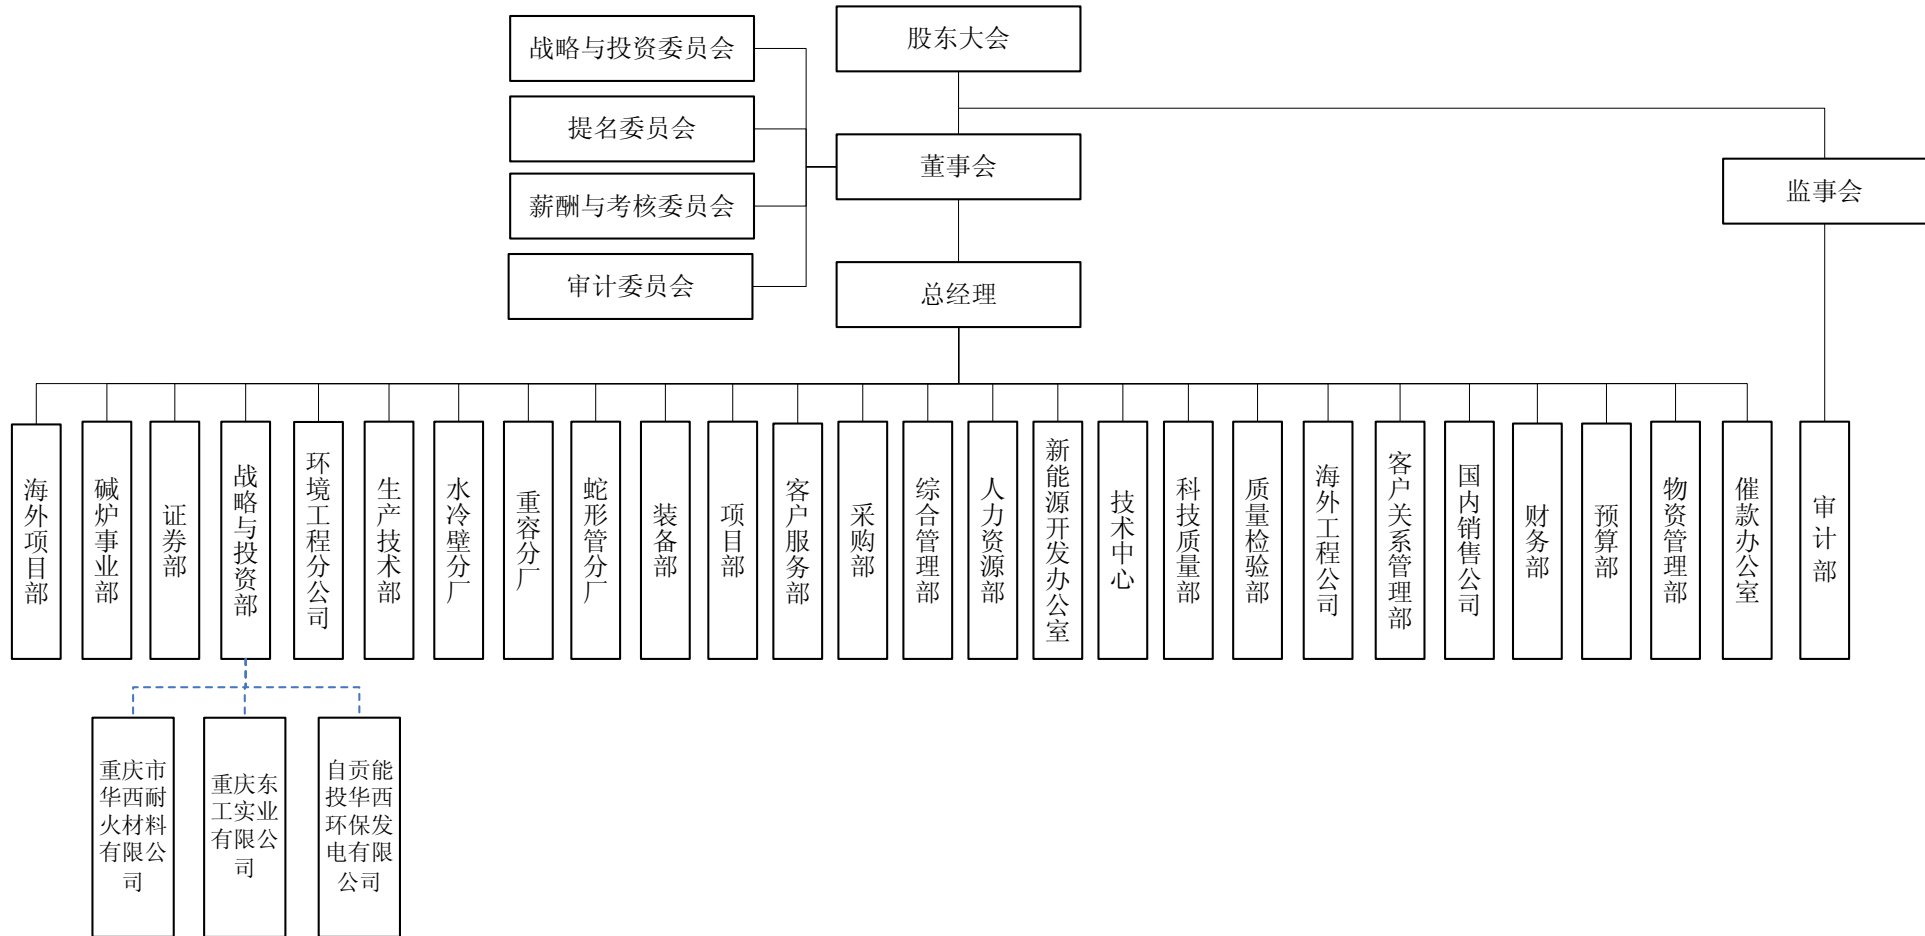 战略与投资委员会
股东大会
提名委员会
董事会
薪酬与考核委员会
监事会
审计委员会
总经理
海外项目部
碱炉事业部
证券部
战略与投资部
环境工程分公司
生产技术部
水冷壁分厂
重容分厂
蛇形管分厂
装备部
项目部
客户服务部
采购部
综合管理部
人力资源部
新能源开发办公室
技术中心
科技质量部
质量检验部
海外工程公司
客户关系管理部
国内销售公司
财务部
预算部
物资管理部
催款办公室
审计部
重庆市
华西耐
火材料
有限公
司
重庆东
工实业
有限公
司
自贡能
投华西
环保发
电有限
公司